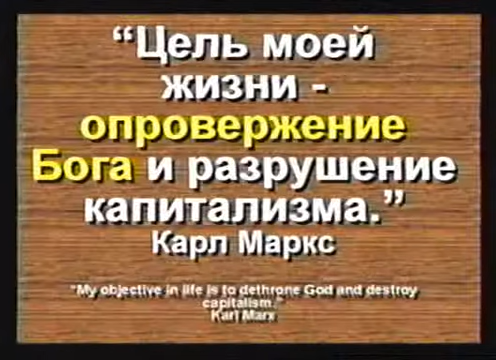 “Цель моей
жизни -
опровержение
Бога и разрушение
капитализма.”
Карл Маркс
"My objective in life is to dethrone God and destroy
capitalism."
Karl Marx